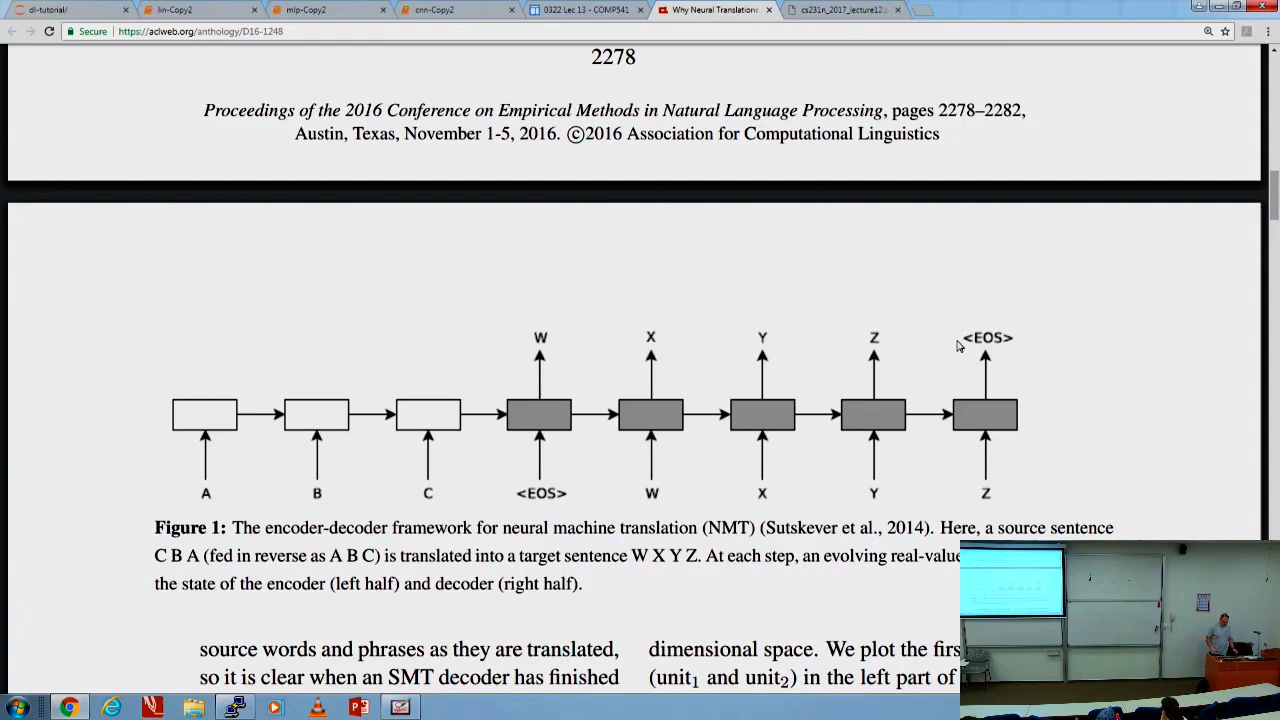 dl-tutorial/
lin-Copy2
mlp-Copy2
cnn-Copy2
0322 Lec 13 - COMP541
Why Neural Translations
cs231n_2017_lecture12.p
Secure
https://aclweb.org/anthology/D16-1248
2278
Proceedings of the 2016 Conference on Empirical Methods in Natural Language Processing, pages 2278–2282,
Austin, Texas, November 1-5, 2016. ©2016 Association for Computational Linguistics
W X Y Z <EOS>
A B C <EOS> W X Y Z
Figure 1: The encoder-decoder framework for neural machine translation (NMT) (Sutskever et al., 2014). Here, a source sentence
C B A (fed in reverse as A B C) is translated into a target sentence W X Y Z. At each step, an evolving real-value
the state of the encoder (left half) and decoder (right half).
source words and phrases as they are translated,
so it is clear when an SMT decoder has finished
dimensional space. We plot the firs
(unit1 and unit2) in the left part of